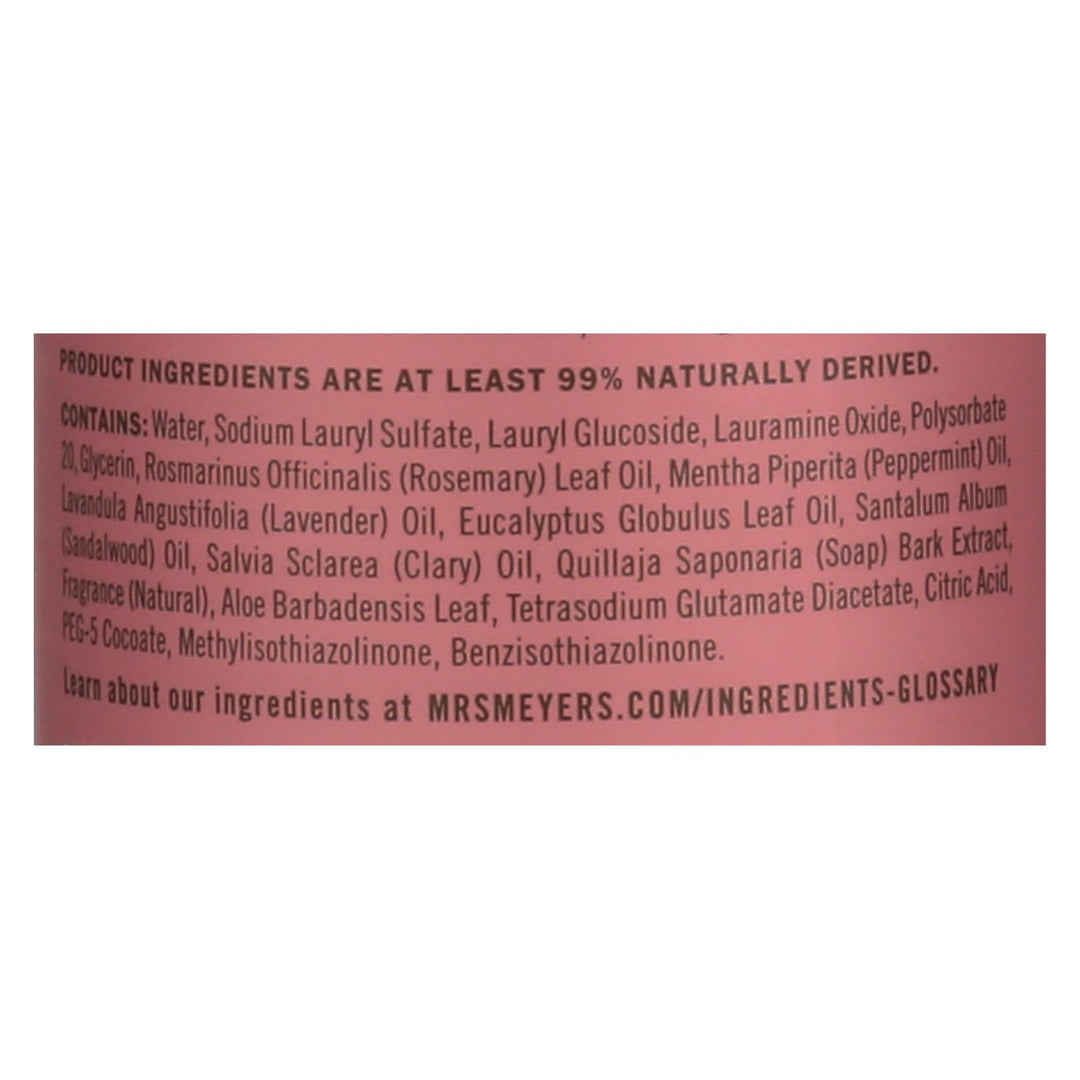 PRODUCT INGREDIENTS ARE AT LEAST 99% NATURALLY DERIVED.
CONTAINS: Water, Sodium Lauryl Sulfate, Lauryl Glucoside, Lauramine Oxide, Polysorbate
20, Glycerin, Rosmarinus Officinalis (Rosemary) Leaf Oil, Mentha Piperita (Peppermint) Oil,
Lavandula Angustifolia (Lavender) Oil, Eucalyptus Globulus Leaf Oil, Santalum Album
(Sandalwood) Oil, Salvia Sclarea (Clary) Oil, Quillaja Saponaria (Soap) Bark Extract,
Fragrance (Natural), Aloe Barbadensis Leaf, Tetrasodium Glutamate Diacetate, Citric Acid,
PEG-5 Cocoate, Methylisothiazolinone, Benzisothiazolinone.
Learn about our ingredients at MRSMEYERS.COM/INGREDIENTS-GLOSSARY